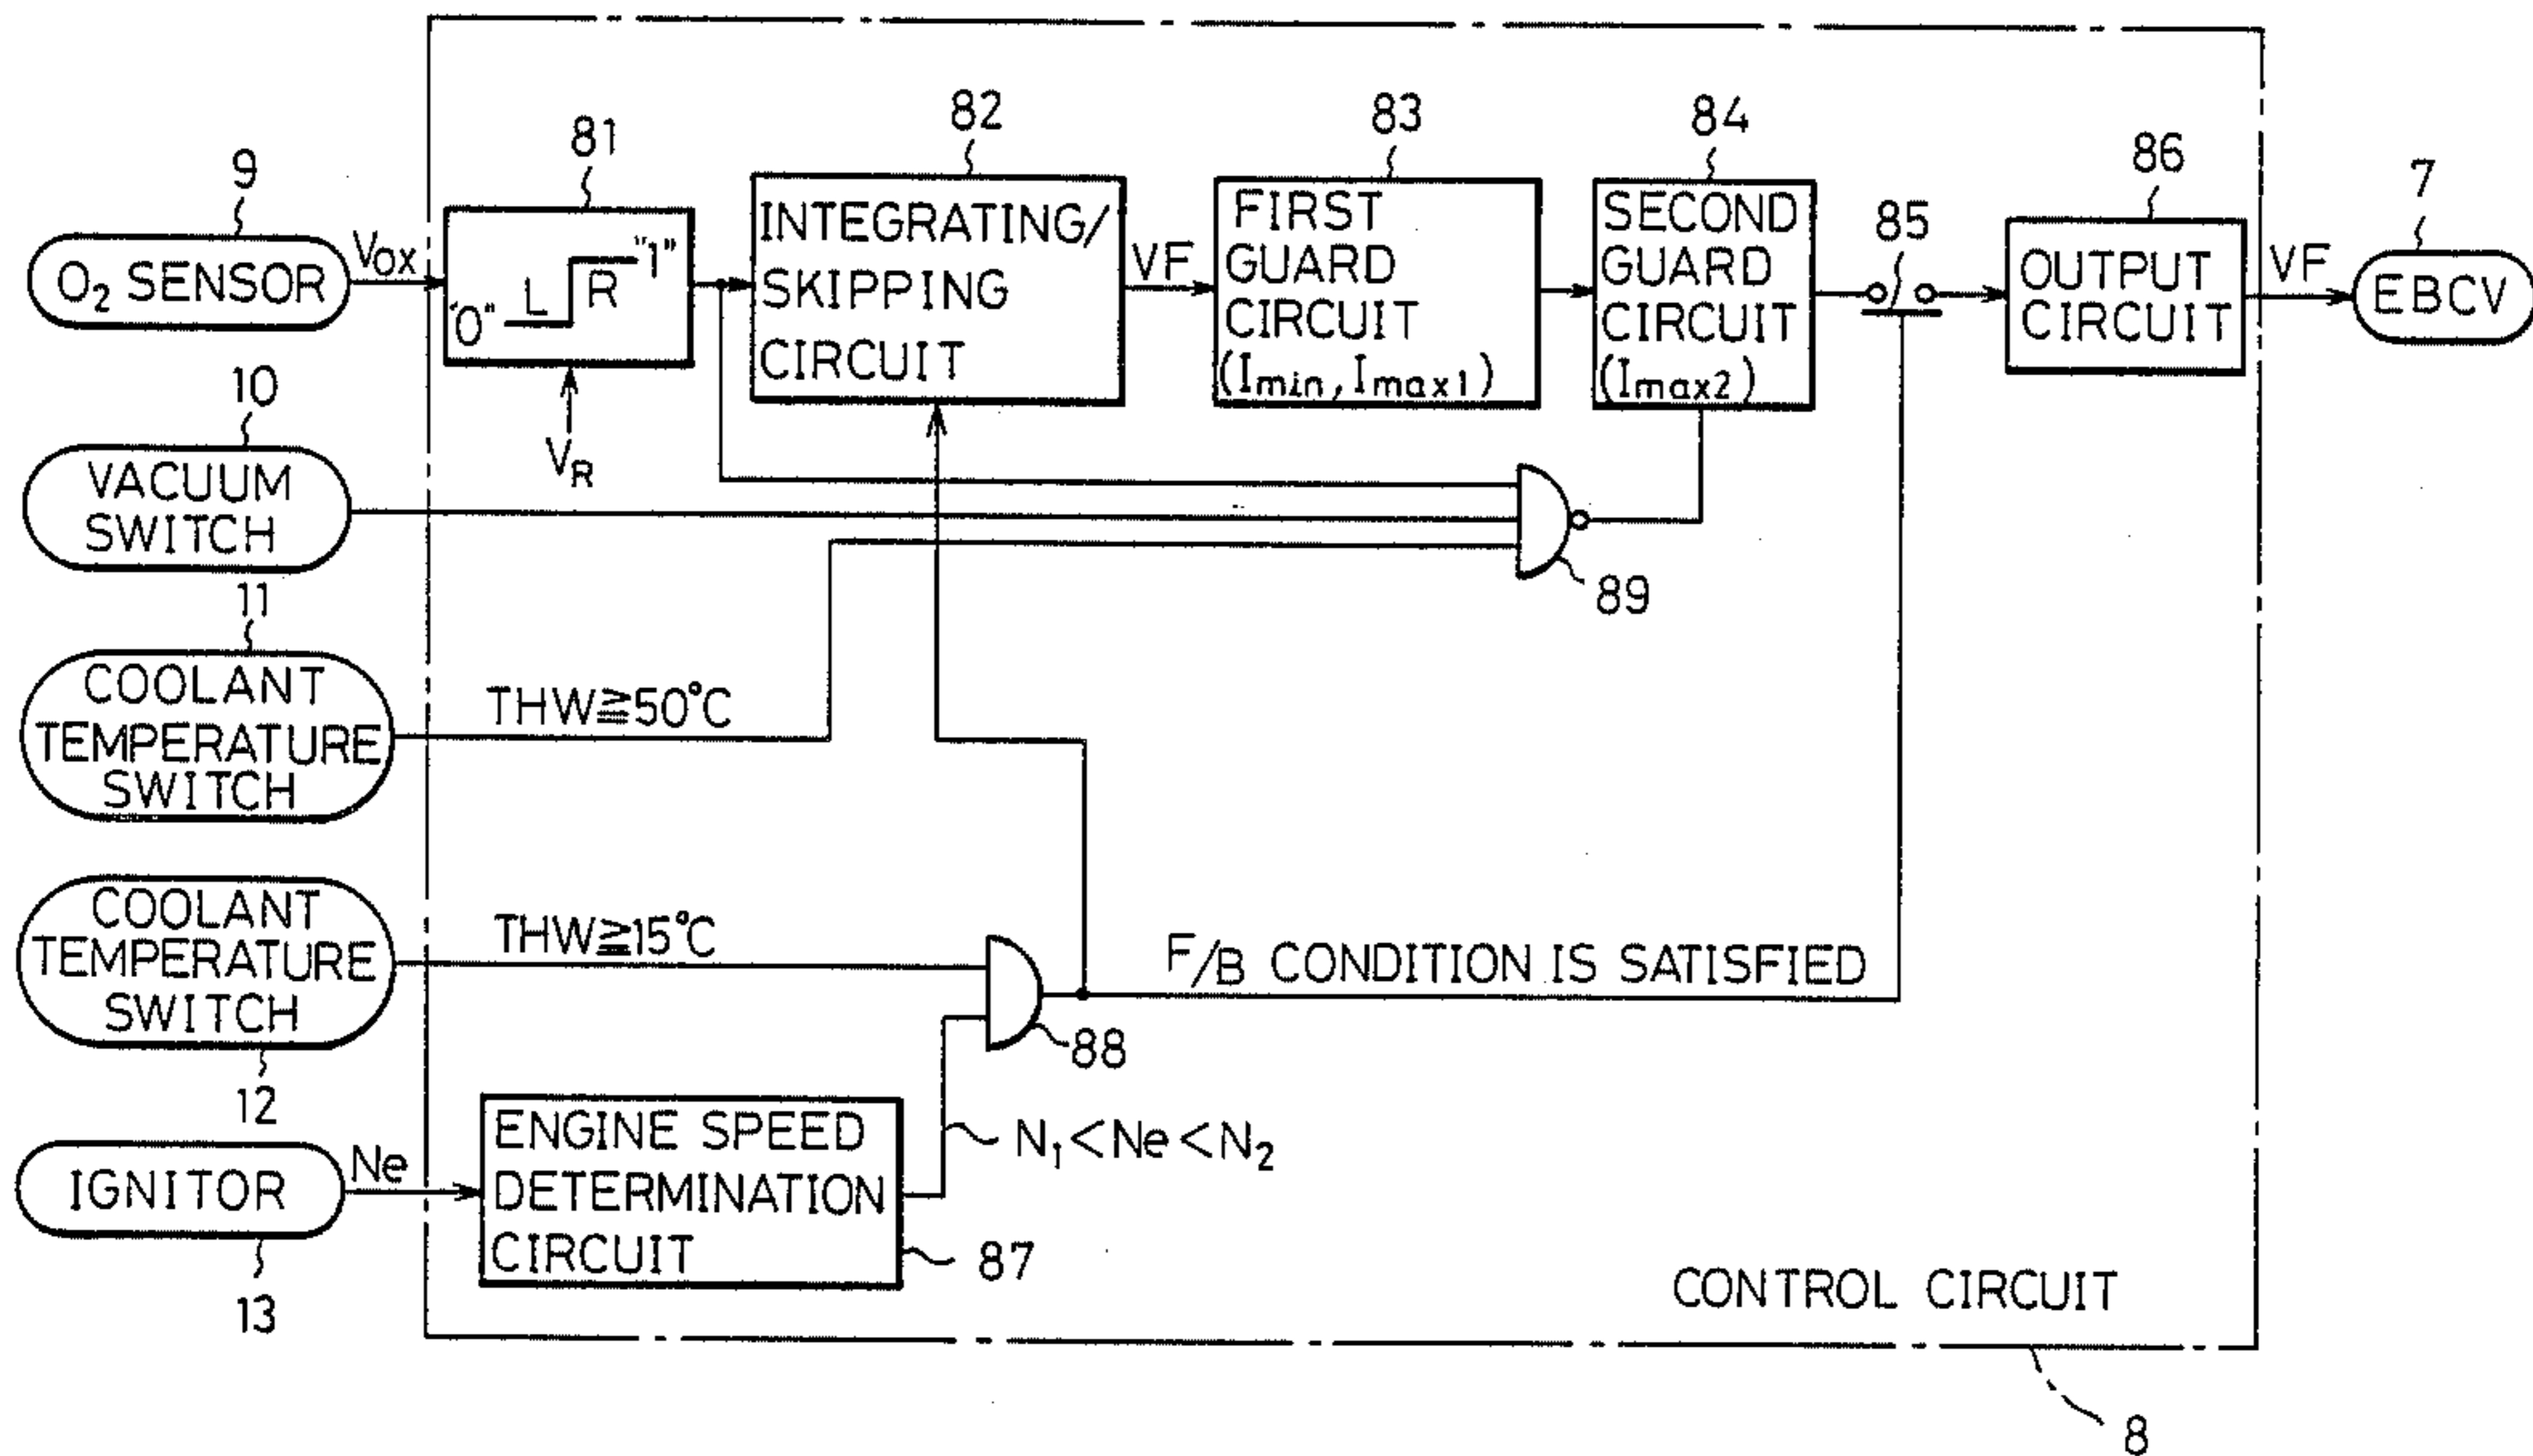 82
83
84
81
86
9
7
85
O₂ SENSOR
Vox
"0" L R "1"
INTEGRATING/
SKIPPING
CIRCUIT
VF
FIRST
GUARD
CIRCUIT
(Imin, Imax1)
SECOND
GUARD
CIRCUIT
(Imax2)
OUTPUT
CIRCUIT
VF
EBCV
10
VR
VACUUM
SWITCH
89
11
COOLANT
TEMPERATURE
SWITCH
THW≧50°C
COOLANT
TEMPERATURE
SWITCH
THW≧15°C
F/B CONDITION IS SATISFIED
88
12
ENGINE SPEED
DETERMINATION
CIRCUIT
N₁<Ne<N₂
IGNITOR
Ne
87
13
CONTROL CIRCUIT
8